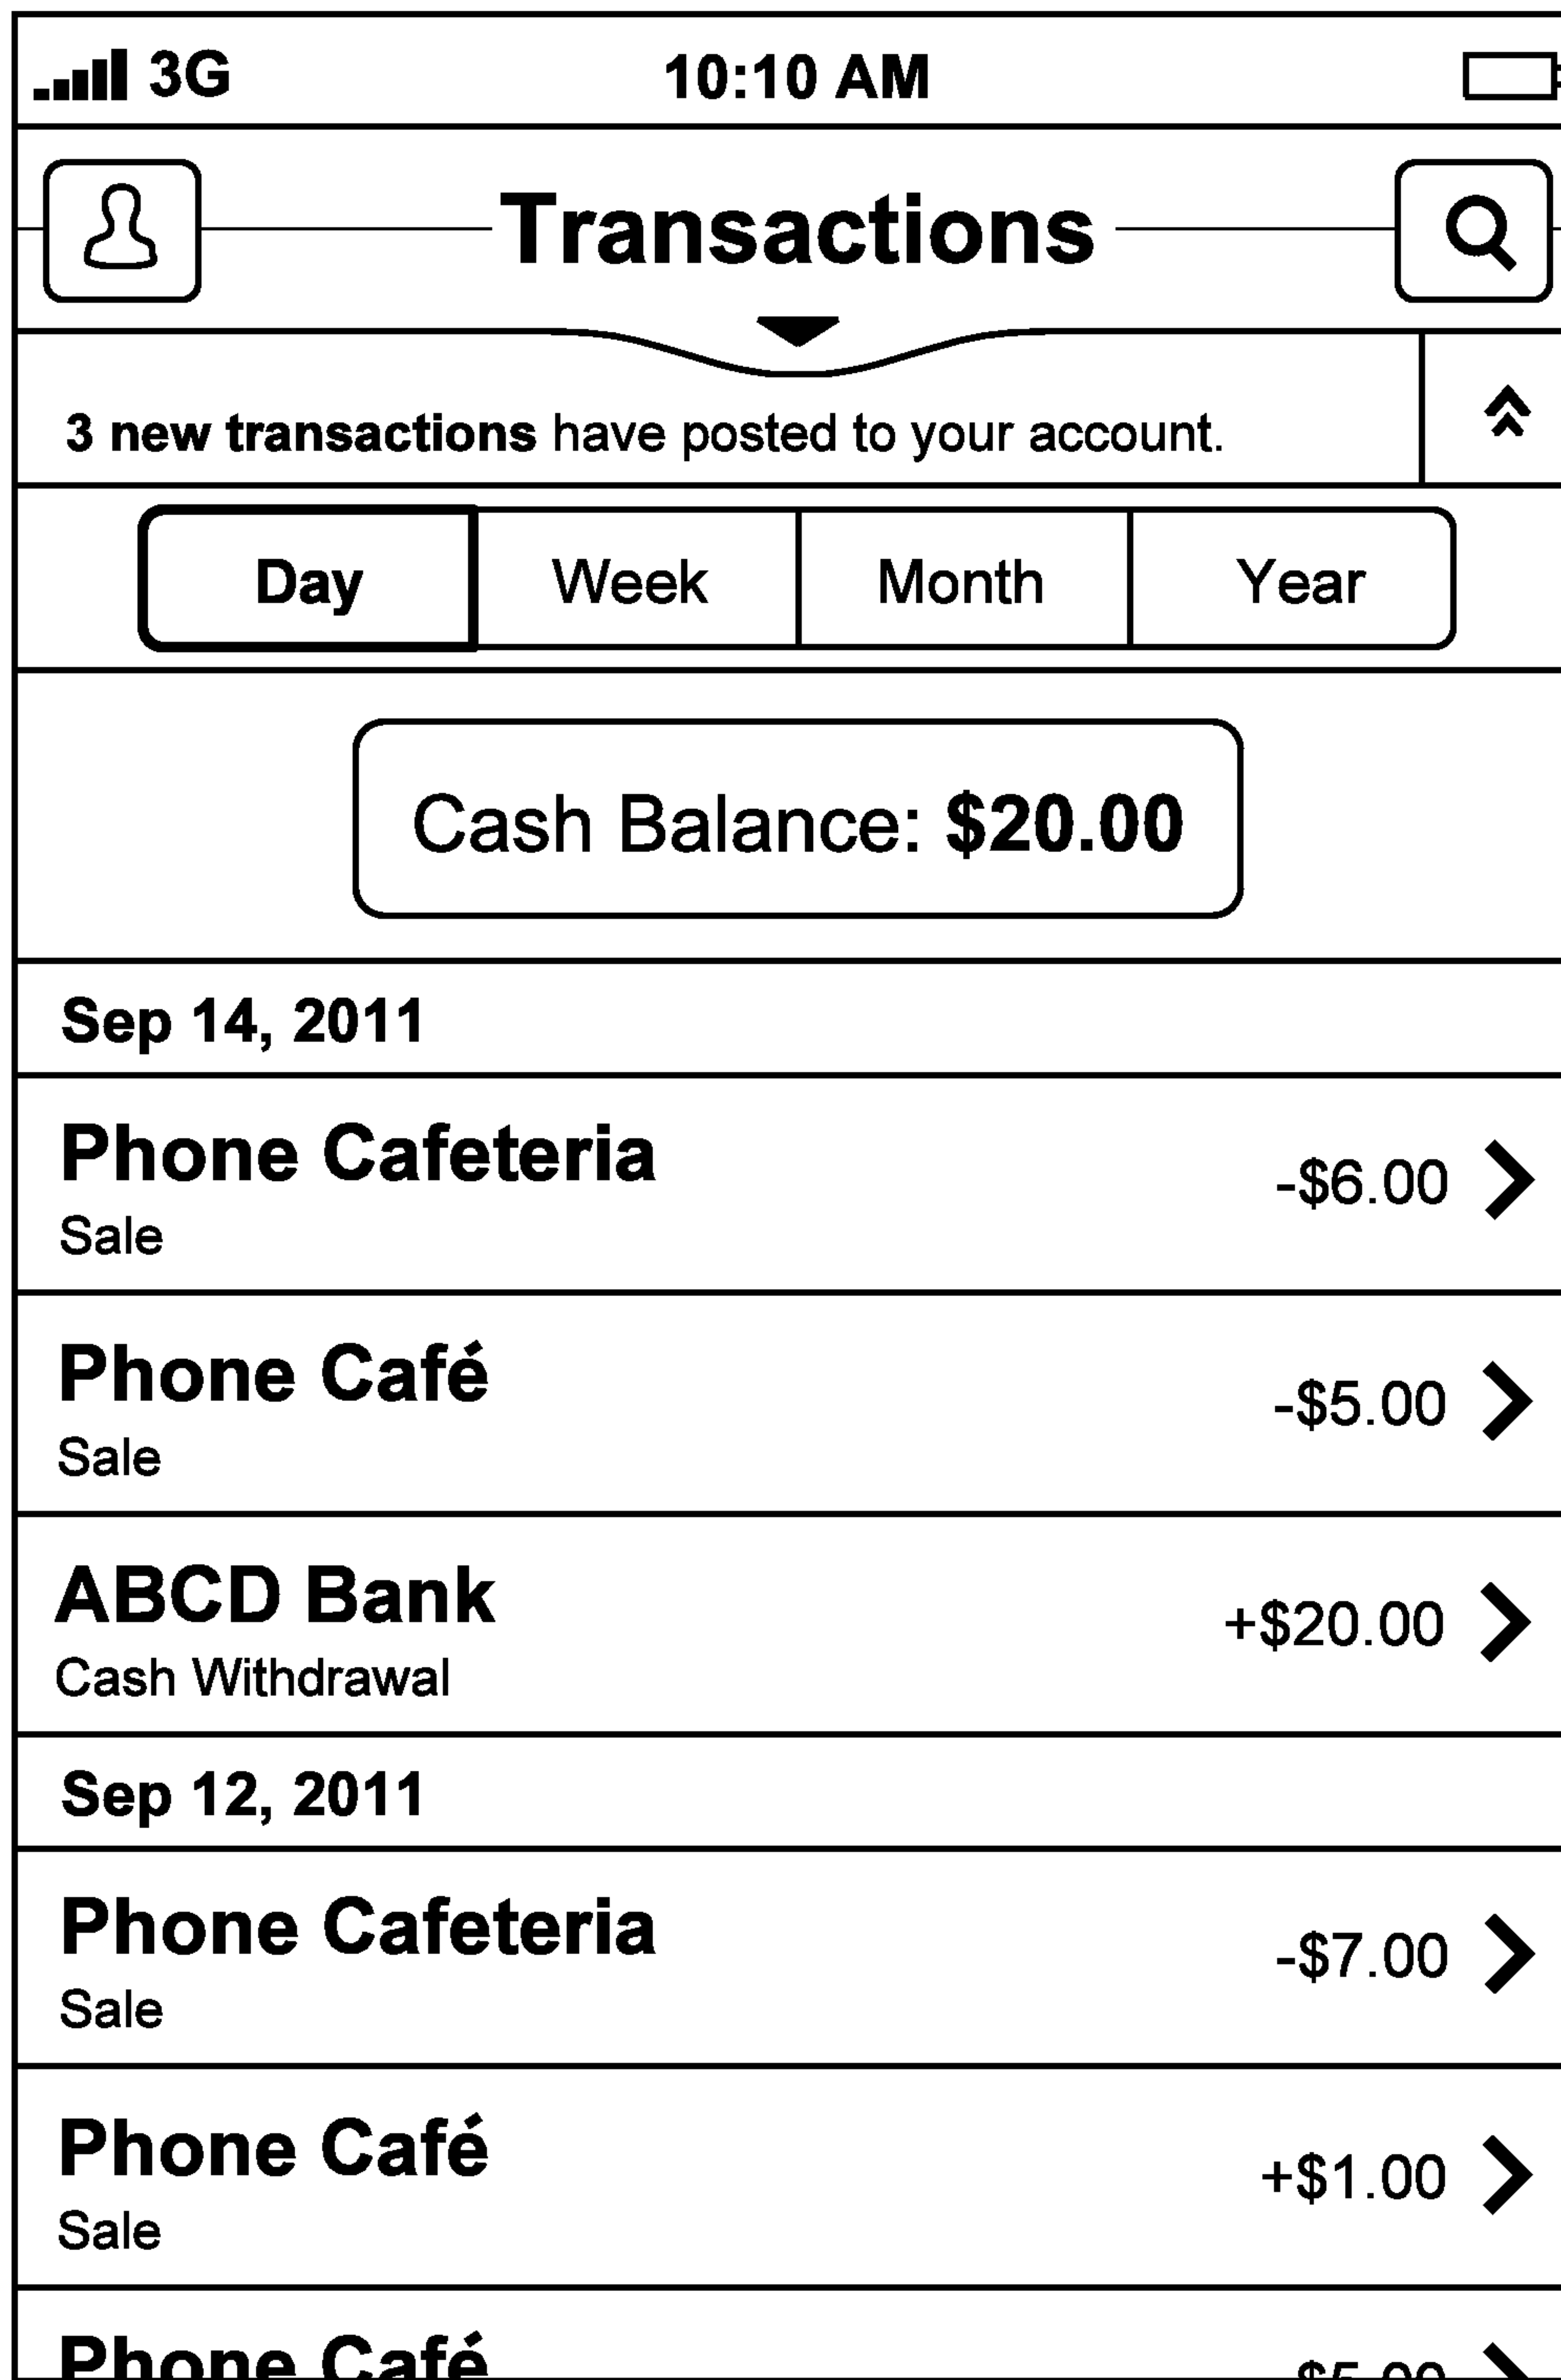 3G 10:10 AM
Transactions
3 new transactions have posted to your account.
Day Week Month Year
Cash Balance: $20.00
Sep 14, 2011
Phone Cafeteria -$6.00
Sale
Phone Café -$5.00
Sale
ABCD Bank +$20.00
Cash Withdrawal
Sep 12, 2011
Phone Cafeteria -$7.00
Sale
Phone Café +$1.00
Sale
Phone Café